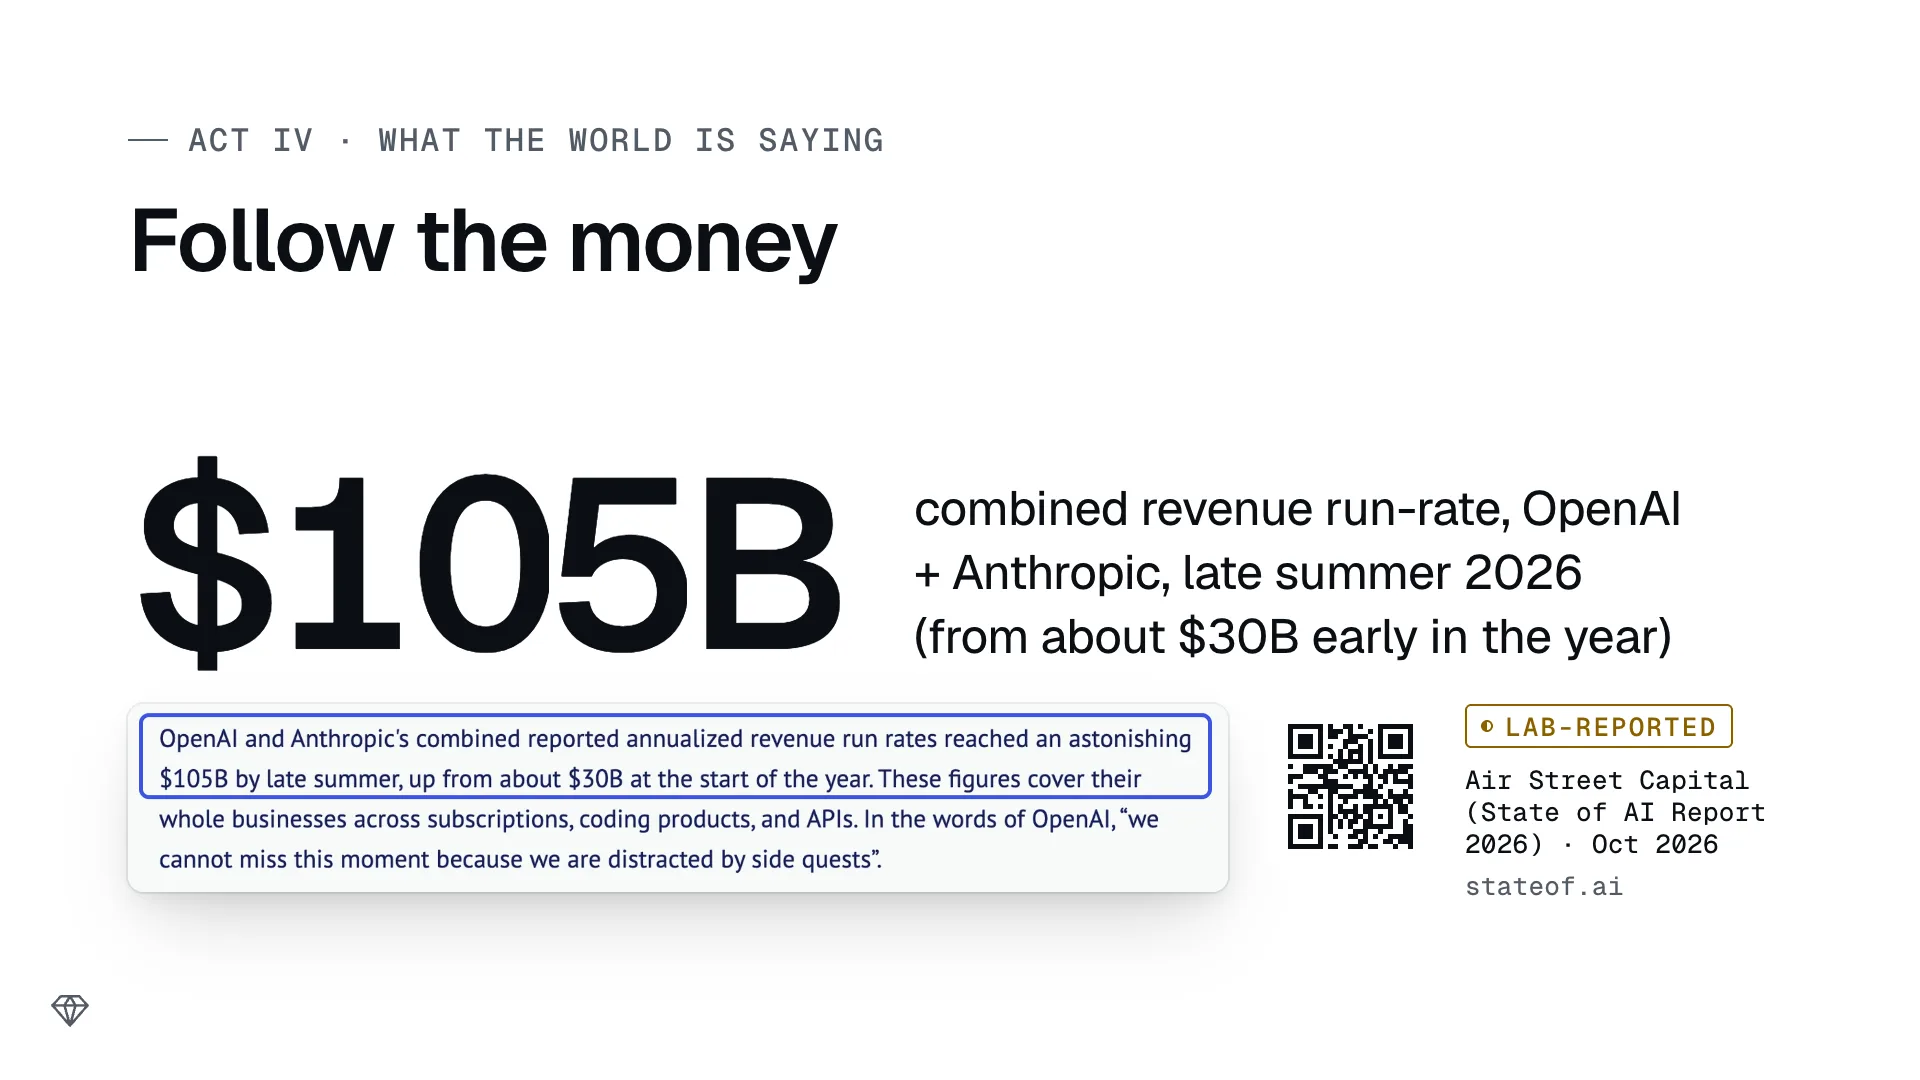 ACT IV · WHAT THE WORLD IS SAYING
Follow the money
$105B
combined revenue run-rate, OpenAI
+ Anthropic, late summer 2026
(from about $30B early in the year)
OpenAI and Anthropic's combined reported annualized revenue run rates reached an astonishing
$105B by late summer, up from about $30B at the start of the year. These figures cover their
whole businesses across subscriptions, coding products, and APIs. In the words of OpenAI, “we
cannot miss this moment because we are distracted by side quests”.
LAB-REPORTED
Air Street Capital
(State of AI Report
2026) · Oct 2026
stateof.ai